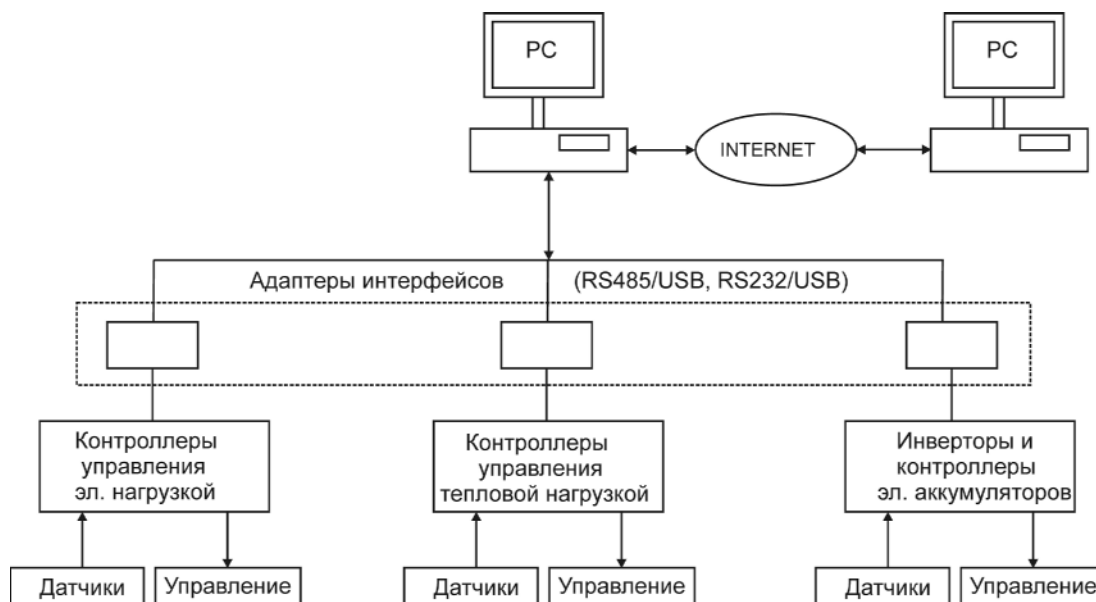 PC
PC
INTERNET
Адаптеры интерфейсов (RS485/USB, RS232/USB)
Контроллеры
управления
эл. нагрузкой
Контроллеры
управления
тепловой нагрузкой
Инверторы и
контроллеры
эл. аккумуляторов
Датчики
Управление
Датчики
Управление
Датчики
Управление